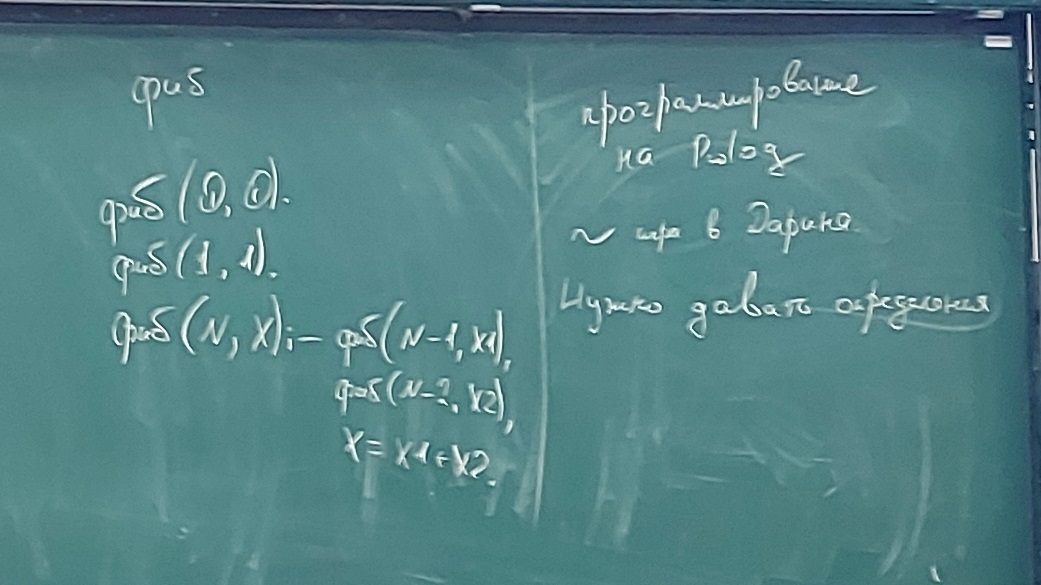 фиб
фиб(0, 0).
фиб(1, 1).
фиб(N, X):- фиб(N-1, X1),
фиб(N-2, X2),
X = X1+X2.
программирование
на Prolog
~ игра в Дарина.
Нужно давать определения